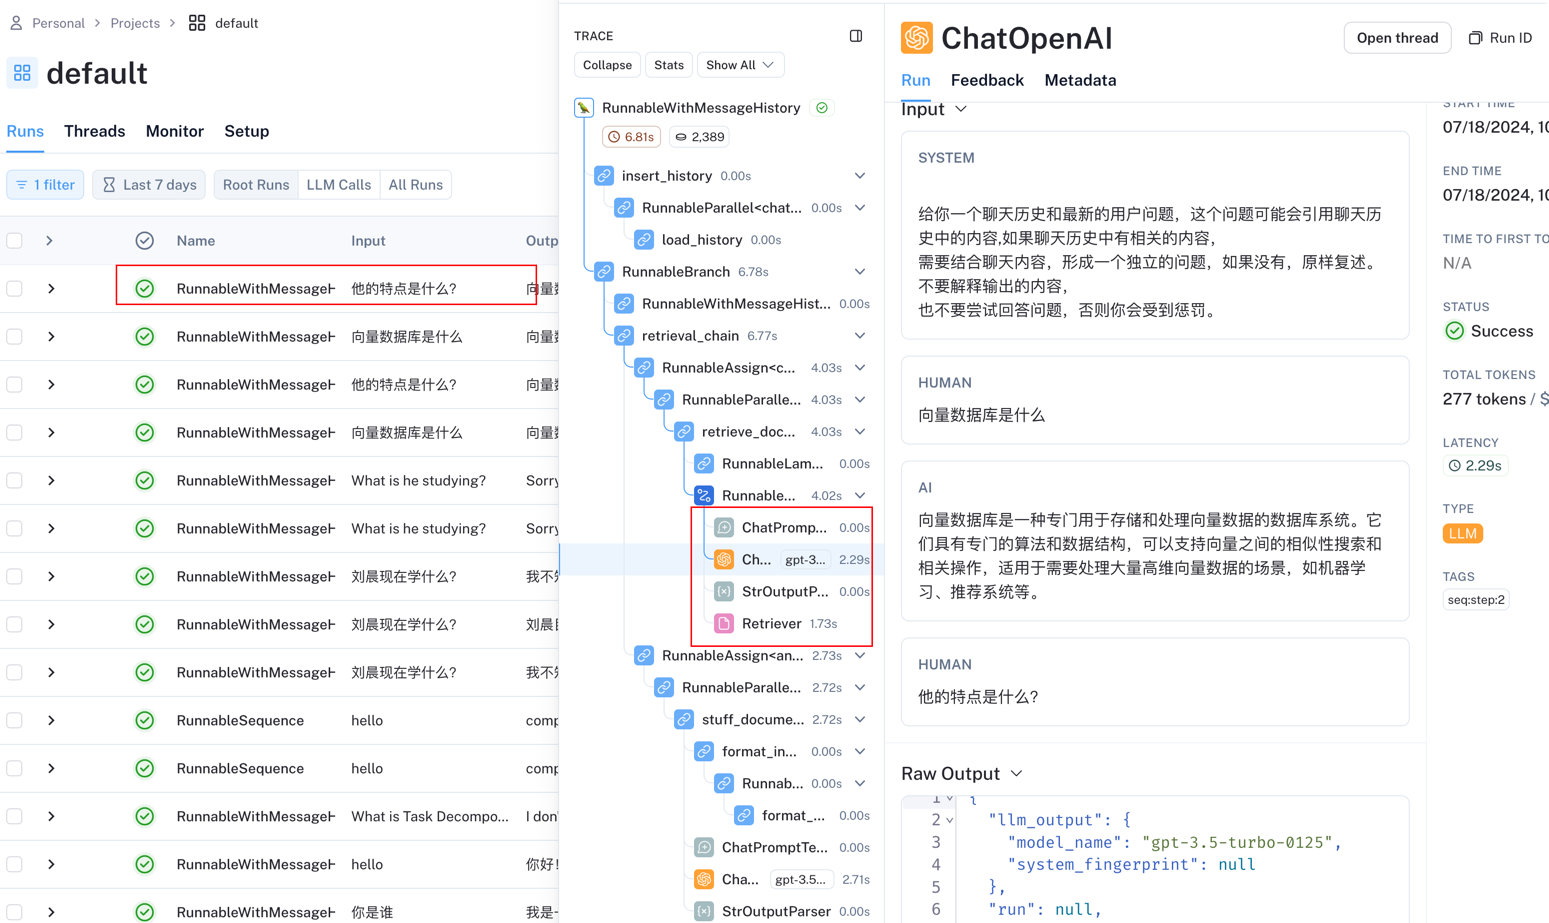 Personal > Projects > default
default
Runs Threads Monitor Setup
1 filter Last 7 days Root Runs LLM Calls All Runs
Name Input Outp
RunnableWithMessageH 他的特点是什么? 向量
RunnableWithMessageH 向量数据库是什么 向量
RunnableWithMessageH 他的特点是什么? 向量
RunnableWithMessageH 向量数据库是什么 向量
RunnableWithMessageH What is he studying? Sorry
RunnableWithMessageH What is he studying? Sorry
RunnableWithMessageH 刘晨现在学什么? 我不知
RunnableWithMessageH 刘晨现在学什么? 刘晨
RunnableWithMessageH 刘晨现在学什么? 我不知
RunnableSequence hello comp
RunnableSequence hello comp
RunnableWithMessageH What is Task Decompo... I don'
RunnableWithMessageH hello 你好!
RunnableWithMessageH 你是谁 我是
TRACE
Collapse Stats Show All
RunnableWithMessageHistory
6.81s 2,389
insert_history 0.00s
RunnableParallel<chat... 0.00s
load_history 0.00s
RunnableBranch 6.78s
RunnableWithMessageHist... 0.00s
retrieval_chain 6.77s
RunnableAssign<c... 4.03s
RunnableParalle... 4.03s
retrieve_doc... 4.03s
RunnableLam... 0.00s
Runnable... 4.02s
ChatPromp... 0.00s
Ch... gpt-3... 2.29s
StrOutputP... 0.00s
Retriever 1.73s
RunnableAssign<an... 2.73s
RunnableParalle... 2.72s
stuff_docume... 2.72s
format_in... 0.00s
Runnab... 0.00s
format_... 0.00s
ChatPromptTe... 0.00s
Cha... gpt-3.5... 2.71s
StrOutputParser 0.00s
ChatOpenAI
Open thread Run ID
Run Feedback Metadata
Input
SYSTEM
给你一个聊天历史和最新的用户问题，这个问题可能会引用聊天历
史中的内容,如果聊天历史中有相关的内容，
需要结合聊天内容，形成一个独立的问题，如果没有，原样复述。
不要解释输出的内容，
也不要尝试回答问题，否则你会受到惩罚。
HUMAN
向量数据库是什么
AI
向量数据库是一种专门用于存储和处理向量数据的数据库系统。它
们具有专门的算法和数据结构，可以支持向量之间的相似性搜索和
相关操作，适用于需要处理大量高维向量数据的场景，如机器学
习、推荐系统等。
HUMAN
他的特点是什么?
Raw Output
1 {
2 "llm_output": {
3 "model_name": "gpt-3.5-turbo-0125",
4 "system_fingerprint": null
5 },
6 "run": null,
START TIME
07/18/2024, 10
END TIME
07/18/2024, 10
TIME TO FIRST TO
N/A
STATUS
Success
TOTAL TOKENS
277 tokens / $
LATENCY
2.29s
TYPE
LLM
TAGS
seq:step:2